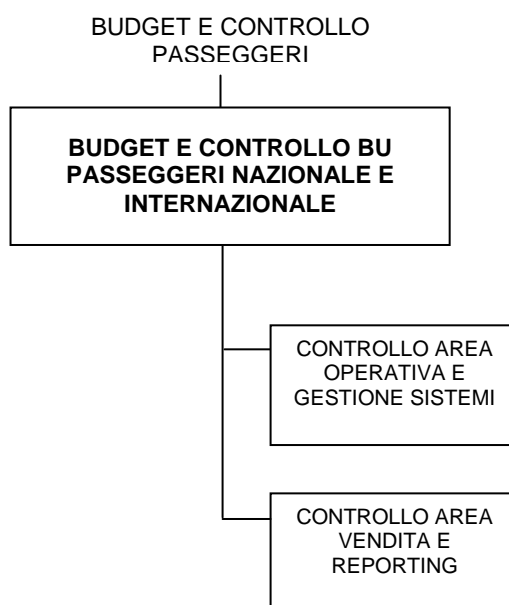 BUDGET E CONTROLLO
PASSEGGERI
BUDGET E CONTROLLO BU
PASSEGGERI NAZIONALE E
INTERNAZIONALE
CONTROLLO AREA
OPERATIVA E
GESTIONE SISTEMI
CONTROLLO AREA
VENDITA E
REPORTING